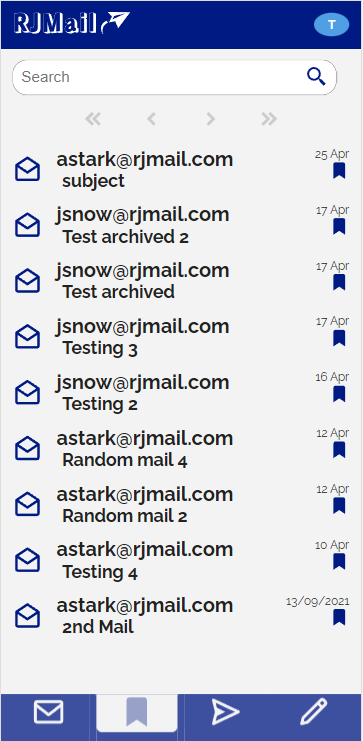 RJMail
T
Search
astark@rjmail.com
25 Apr
subject
jsnow@rjmail.com
17 Apr
Test archived 2
jsnow@rjmail.com
17 Apr
Test archived
jsnow@rjmail.com
17 Apr
Testing 3
jsnow@rjmail.com
16 Apr
Testing 2
astark@rjmail.com
12 Apr
Random mail 4
astark@rjmail.com
12 Apr
Random mail 2
astark@rjmail.com
10 Apr
Testing 4
astark@rjmail.com
13/09/2021
2nd Mail